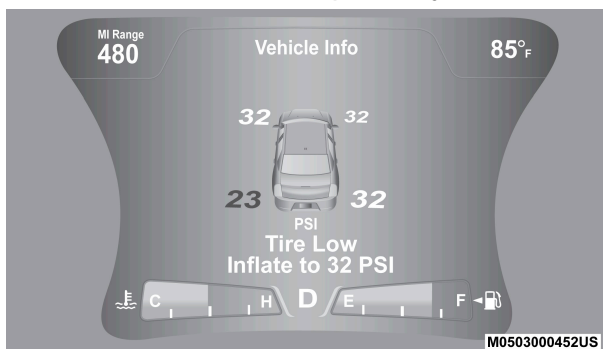 MI Range
480
Vehicle Info
85°F
32 32
23 32
PSI
Tire Low
Inflate to 32 PSI
C H D E F
M0503000452US